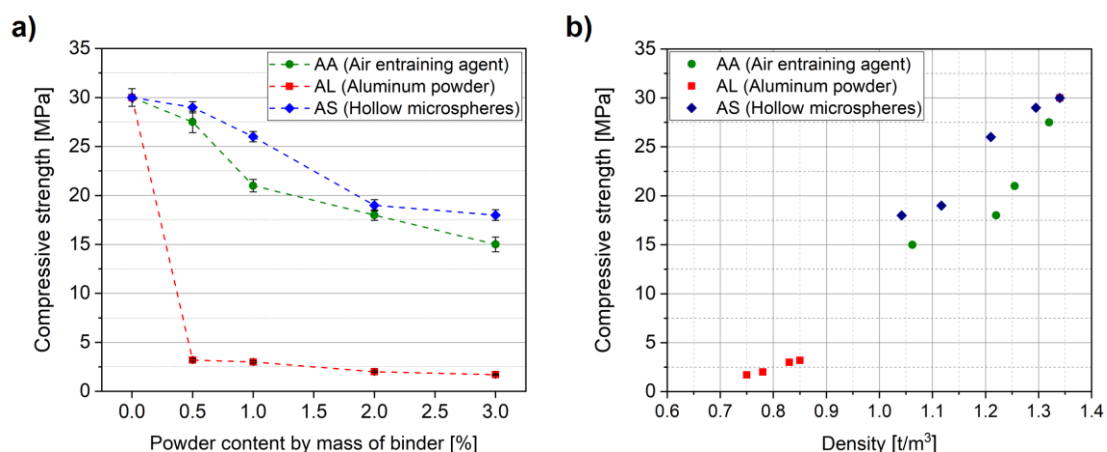 a)
35
30
25
20
15
10
5
0
Compressive strength [MPa]
AA (Air entraining agent)
AL (Aluminum powder)
AS (Hollow microspheres)
0.0 0.5 1.0 1.5 2.0 2.5 3.0
Powder content by mass of binder [%]
b)
35
30
25
20
15
10
5
0
Compressive strength [MPa]
AA (Air entraining agent)
AL (Aluminum powder)
AS (Hollow microspheres)
0.6 0.7 0.8 0.9 1.0 1.1 1.2 1.3 1.4
Density [t/m³]